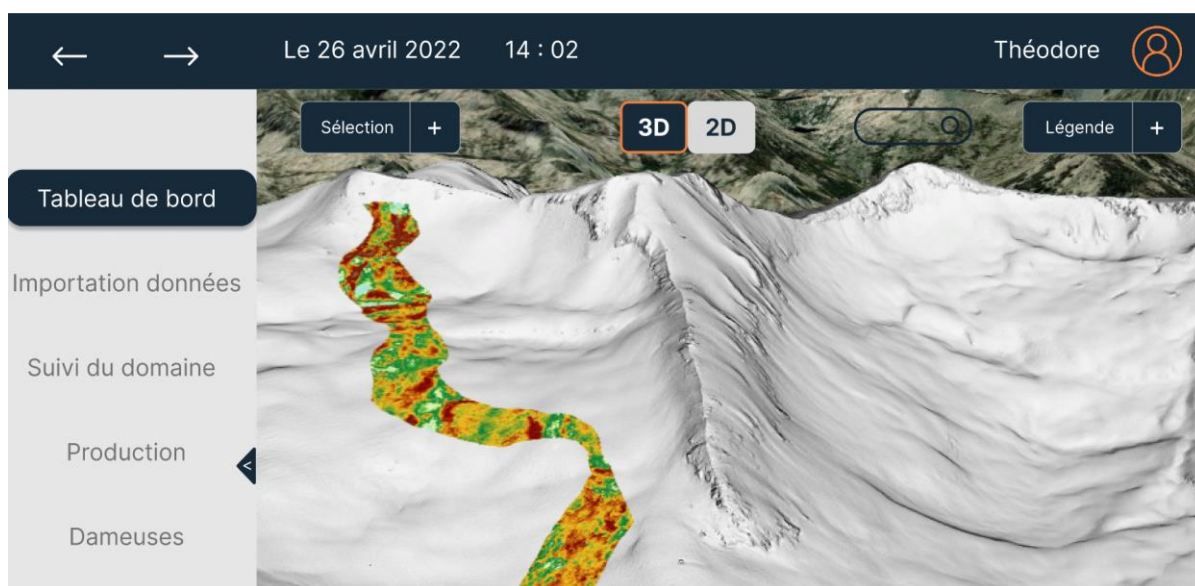 Le 26 avril 2022 14 : 02 Théodore
Sélection +
3D 2D
Légende +
Tableau de bord
Importation données
Suivi du domaine
Production
<
Dameuses